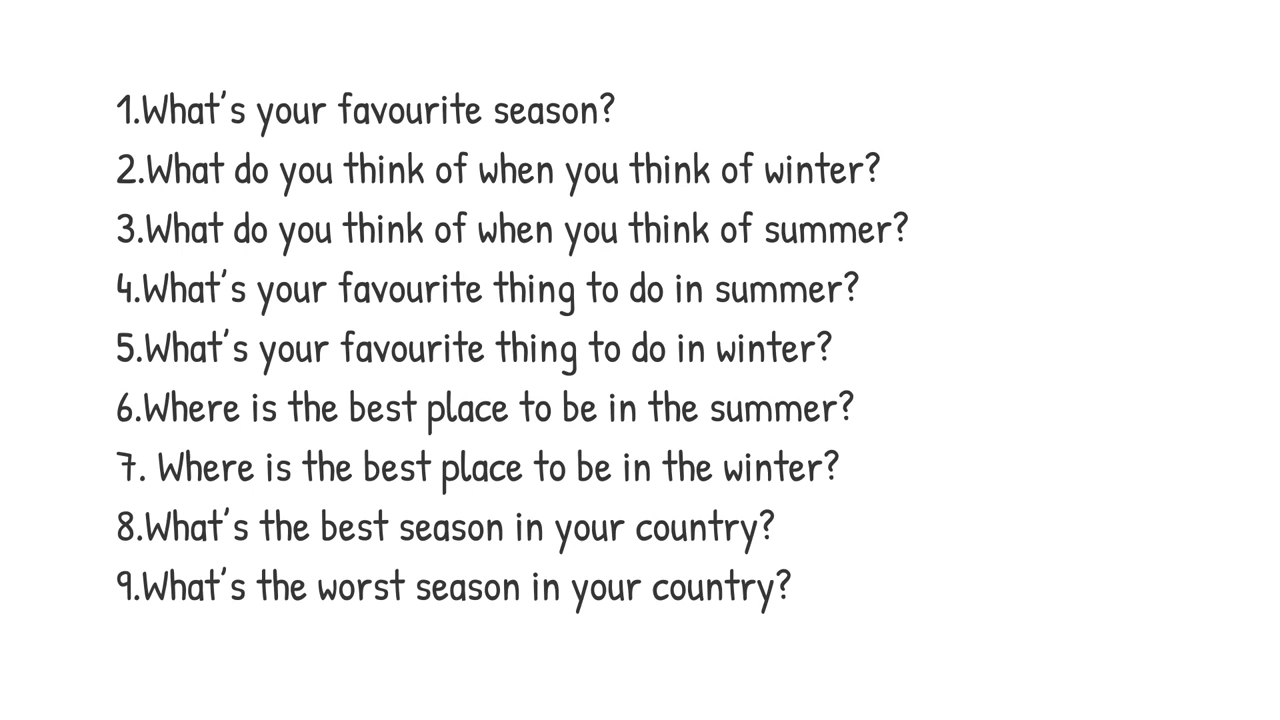 1.What's your favourite season?
2.What do you think of when you think of winter?
3.What do you think of when you think of summer?
4.What's your favourite thing to do in summer?
5.What's your favourite thing to do in winter?
6.Where is the best place to be in the summer?
7. Where is the best place to be in the winter?
8.What's the best season in your country?
9.What's the worst season in your country?